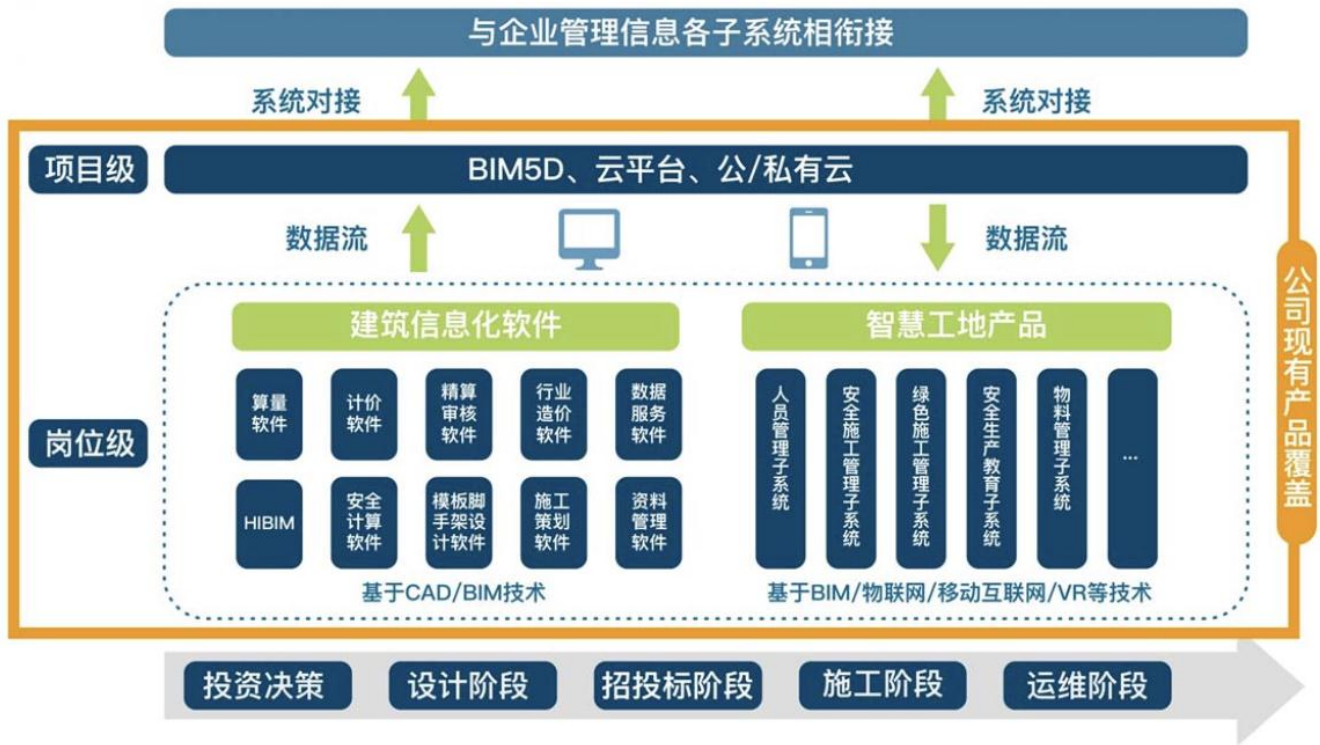 与企业管理信息各子系统相衔接
系统对接
系统对接
项目级
BIM5D、云平台、公/私有云
数据流
数据流
岗位级
建筑信息化软件
算量
软件
计价
软件
精算
审核
软件
行业
造价
软件
数据
服务
软件
HIBIM
安全
计算
软件
模板脚
手架设
计软件
施工
策划
软件
资料
管理
软件
基于CAD/BIM技术
智慧工地产品
人员管理子系统
安全施工管理子系统
绿色施工管理子系统
安全生产教育子系统
物料管理子系统
...
基于BIM/物联网/移动互联网/VR等技术
公司现有产品覆盖
投资决策
设计阶段
招投标阶段
施工阶段
运维阶段